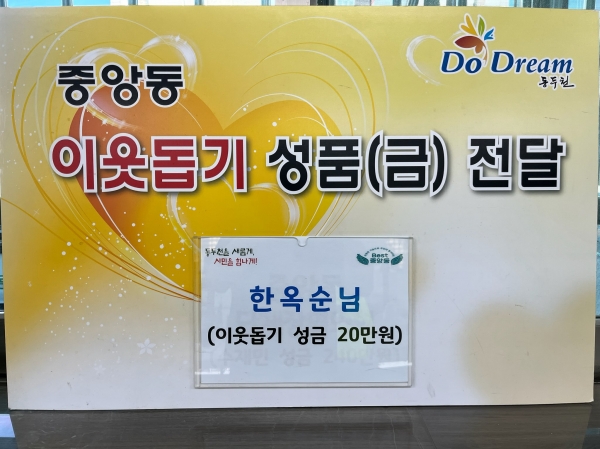 Do Dream
동두천
중앙동
이웃돕기 성품(금) 전달
동두천을 새롭게,
시민을 힘나게!
Best
중앙동
한옥순님
(이웃돕기 성금 20만원)